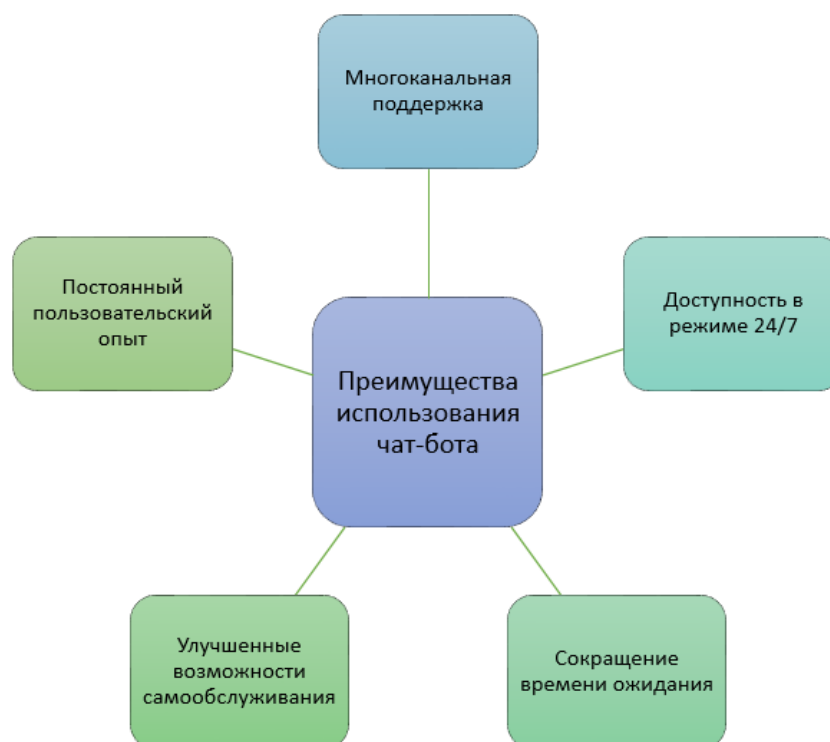 Многоканальная
поддержка
Постоянный
пользовательский
опыт
Доступность в
режиме 24/7
Преимущества
использования
чат-бота
Улучшенные
возможности
самообслуживания
Сокращение
времени ожидания